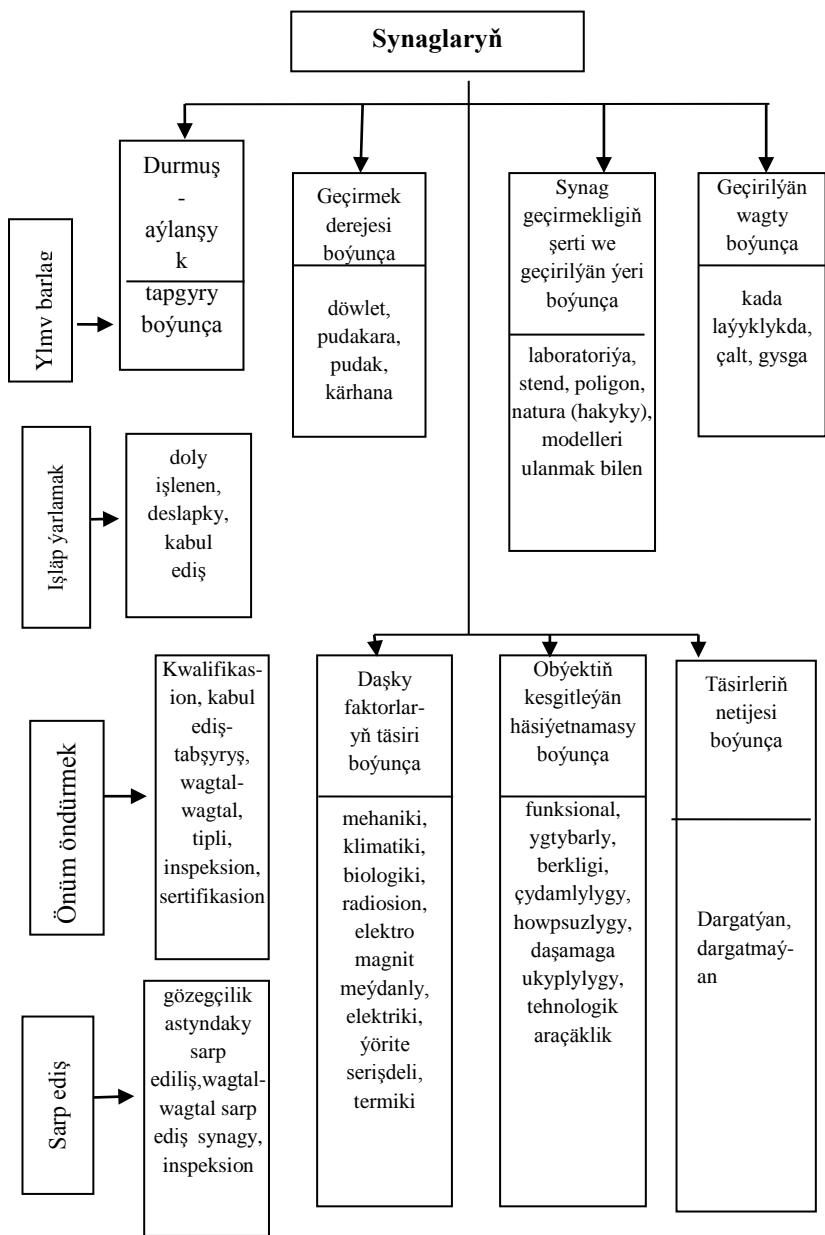 Synaglaryň
Durmuş
-
aýlanşy
k
tapgyry
boýunça
Geçirmek
derejesi
boýunça
döwlet,
pudakara,
pudak,
kärhana
Synag
geçirmekligiň
şerti we
geçirilýän ýeri
boýunça
laboratoriýa,
stend, poligon,
natura (hakyky),
modelleri
ulanmak bilen
Geçirilýän
wagty
boýunça
kada
laýyklykda,
çalt, gysga
Ylmy barlag
Işläp ýarlamak
doly
işlenen,
deslapky,
kabul
ediş
Önüm öndürmek
Kwalifikas-
ion, kabul
ediş-
tabşyryş,
wagtal-
wagtal,
tipli,
inspeksion,
sertifikasion
Sarp ediş
gözegçilik
astyndaky
sarp
ediliş,wagtal-
wagtal sarp
ediş synagy,
inspeksion
Daşky
faktorlar-
yň täsiri
boýunça
mehaniki,
klimatiki,
biologiki,
radiosion,
elektro
magnit
meýdanly,
elektriki,
ýörite
serişdeli,
termiki
Obýektiň
kesgitleýän
häsiýetnamasy
boýunça
funksional,
ygtybarly,
berkligi,
çydamlylygy,
howpsuzlygy,
daşamaga
ukyplylygy,
tehnologik
araçäklik
Täsirleriň
netijesi
boýunça
Dargatýan,
dargatmaý-
an